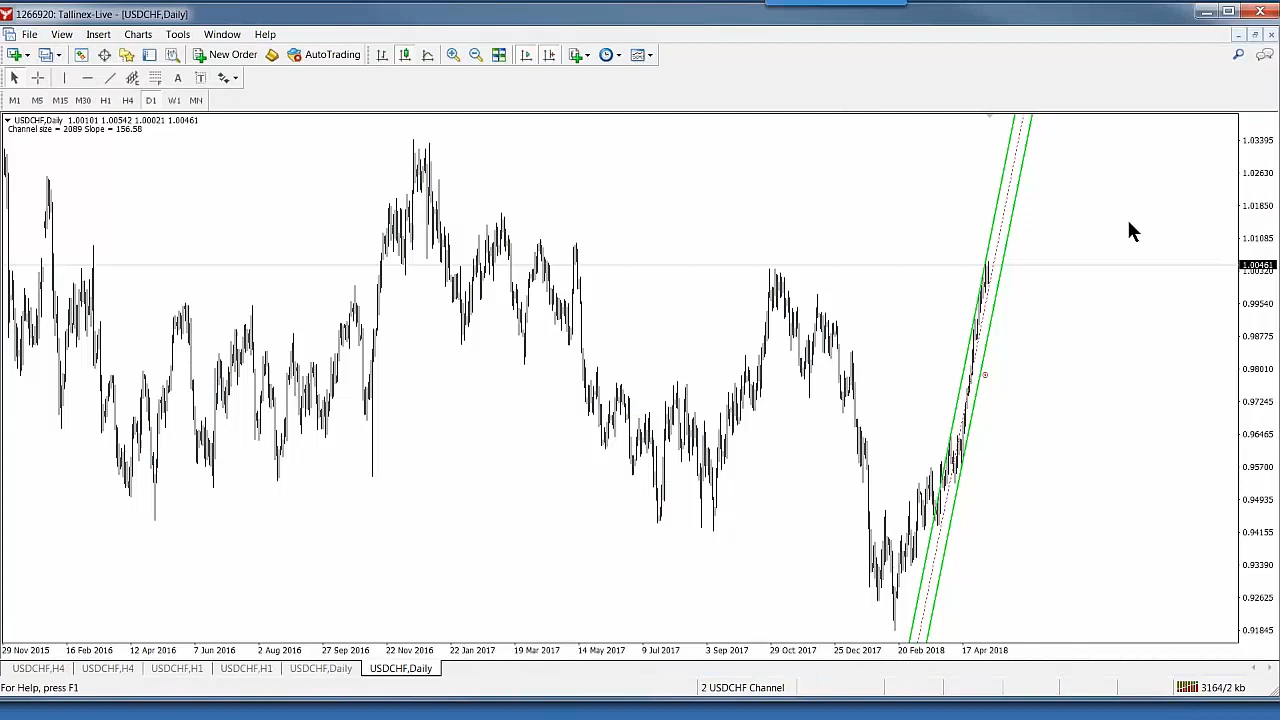 1266920: Tallinex-Live - [USDCHF,Daily]
File View Insert Charts Tools Window Help
New Order AutoTrading
A T
M1 M5 M15 M30 H1 H4 D1 W1 MN
USDCHF,Daily 1.00101 1.00542 1.00021 1.00461
Channel size = 2089 Slope = 156.58
1.03395
1.02630
1.01850
1.01085
1.00461
1.00320
0.99540
0.98775
0.98010
0.97245
0.96465
0.95700
0.94935
0.94155
0.93390
0.92625
0.91845
29 Nov 2015 16 Feb 2016 12 Apr 2016 7 Jun 2016 2 Aug 2016 27 Sep 2016 22 Nov 2016 22 Jan 2017 19 Mar 2017 14 May 2017 9 Jul 2017 3 Sep 2017 29 Oct 2017 25 Dec 2017 20 Feb 2018 17 Apr 2018
USDCHF,H4 USDCHF,H4 USDCHF,H1 USDCHF,H1 USDCHF,Daily USDCHF,Daily
For Help, press F1 2 USDCHF Channel 3164/2 kb